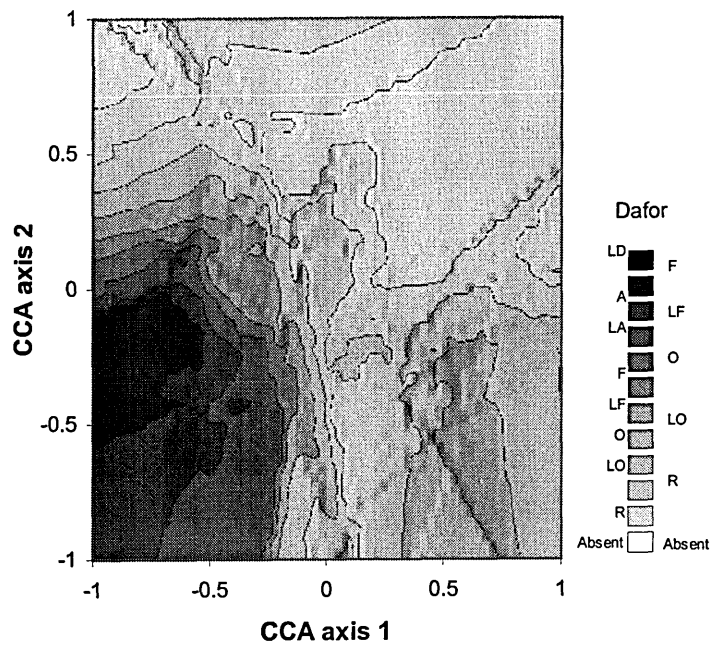 1
0.5
0
-0.5
-1
CCA axis 2
-1
-0.5
0
0.5
1
CCA axis 1
Dafor
LD
F
A
LF
LA
O
F
LF
LO
O
LO
R
R
Absent
Absent